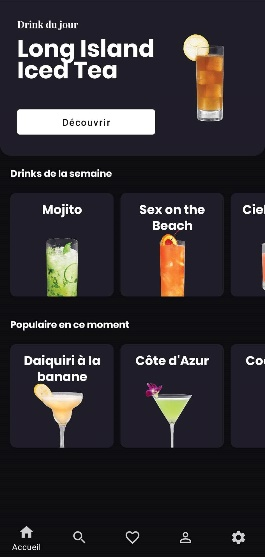 Drink du jour
Long Island
Iced Tea
Découvrir
Drinks de la semaine
Mojito
Sex on the
Beach
Ciel
Populaire en ce moment
Daiquiri à la
banane
Côte d'Azur
Accueil